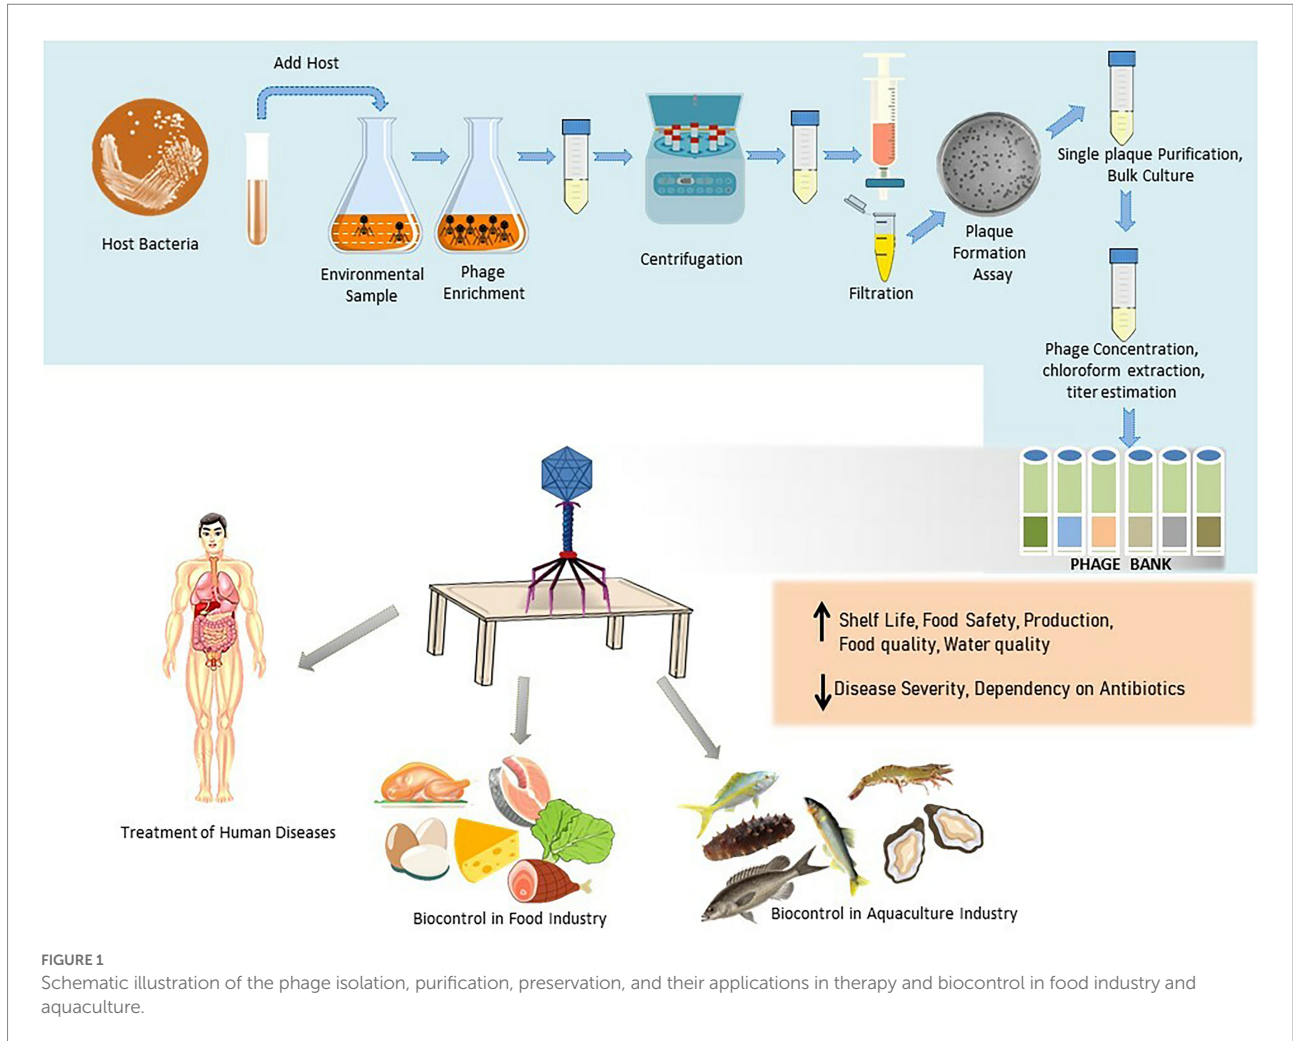 Add Host
Host Bacteria
Environmental
Sample
Phage
Enrichment
Centrifugation
Filtration
Plaque
Formation
Assay
Single plaque Purification,
Bulk Culture
Phage Concentration,
chloroform extraction,
titer estimation
PHAGE BANK
Shelf Life, Food Safety, Production,
Food quality, Water quality
Disease Severity, Dependency on Antibiotics
Treatment of Human Diseases
Biocontrol in Food Industry
Biocontrol in Aquaculture Industry
FIGURE 1
Schematic illustration of the phage isolation, purification, preservation, and their applications in therapy and biocontrol in food industry and
aquaculture.